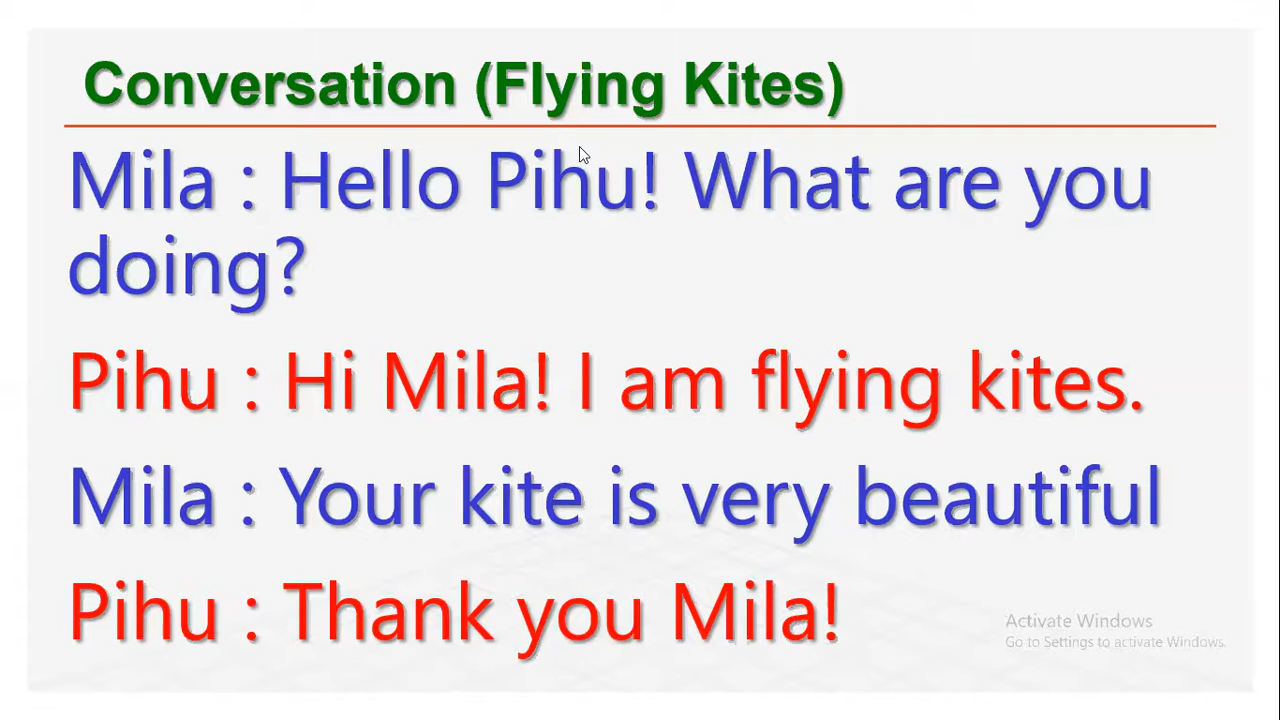 Conversation (Flying Kites)
Mila : Hello Pihu! What are you
doing?
Pihu : Hi Mila! I am flying kites.
Mila : Your kite is very beautiful
Pihu : Thank you Mila!
Activate Windows
Go to Settings to activate Windows.